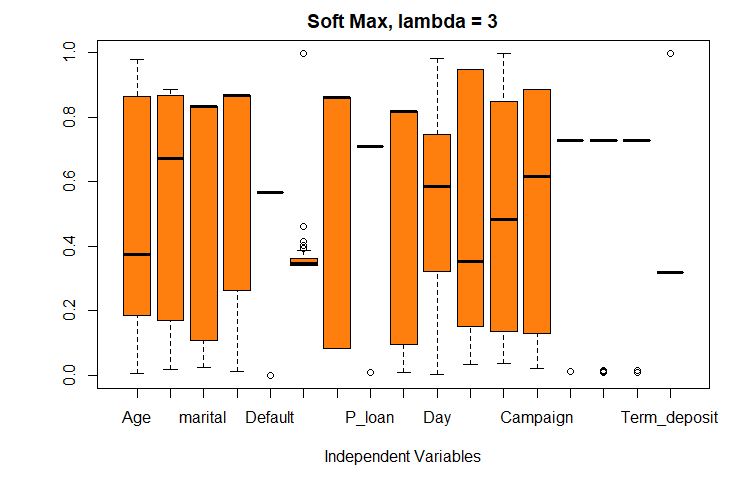 Soft Max, lambda = 3
1.0
0.8
0.6
0.4
0.2
0.0
Age marital Default P_loan Day Campaign Term_deposit
Independent Variables